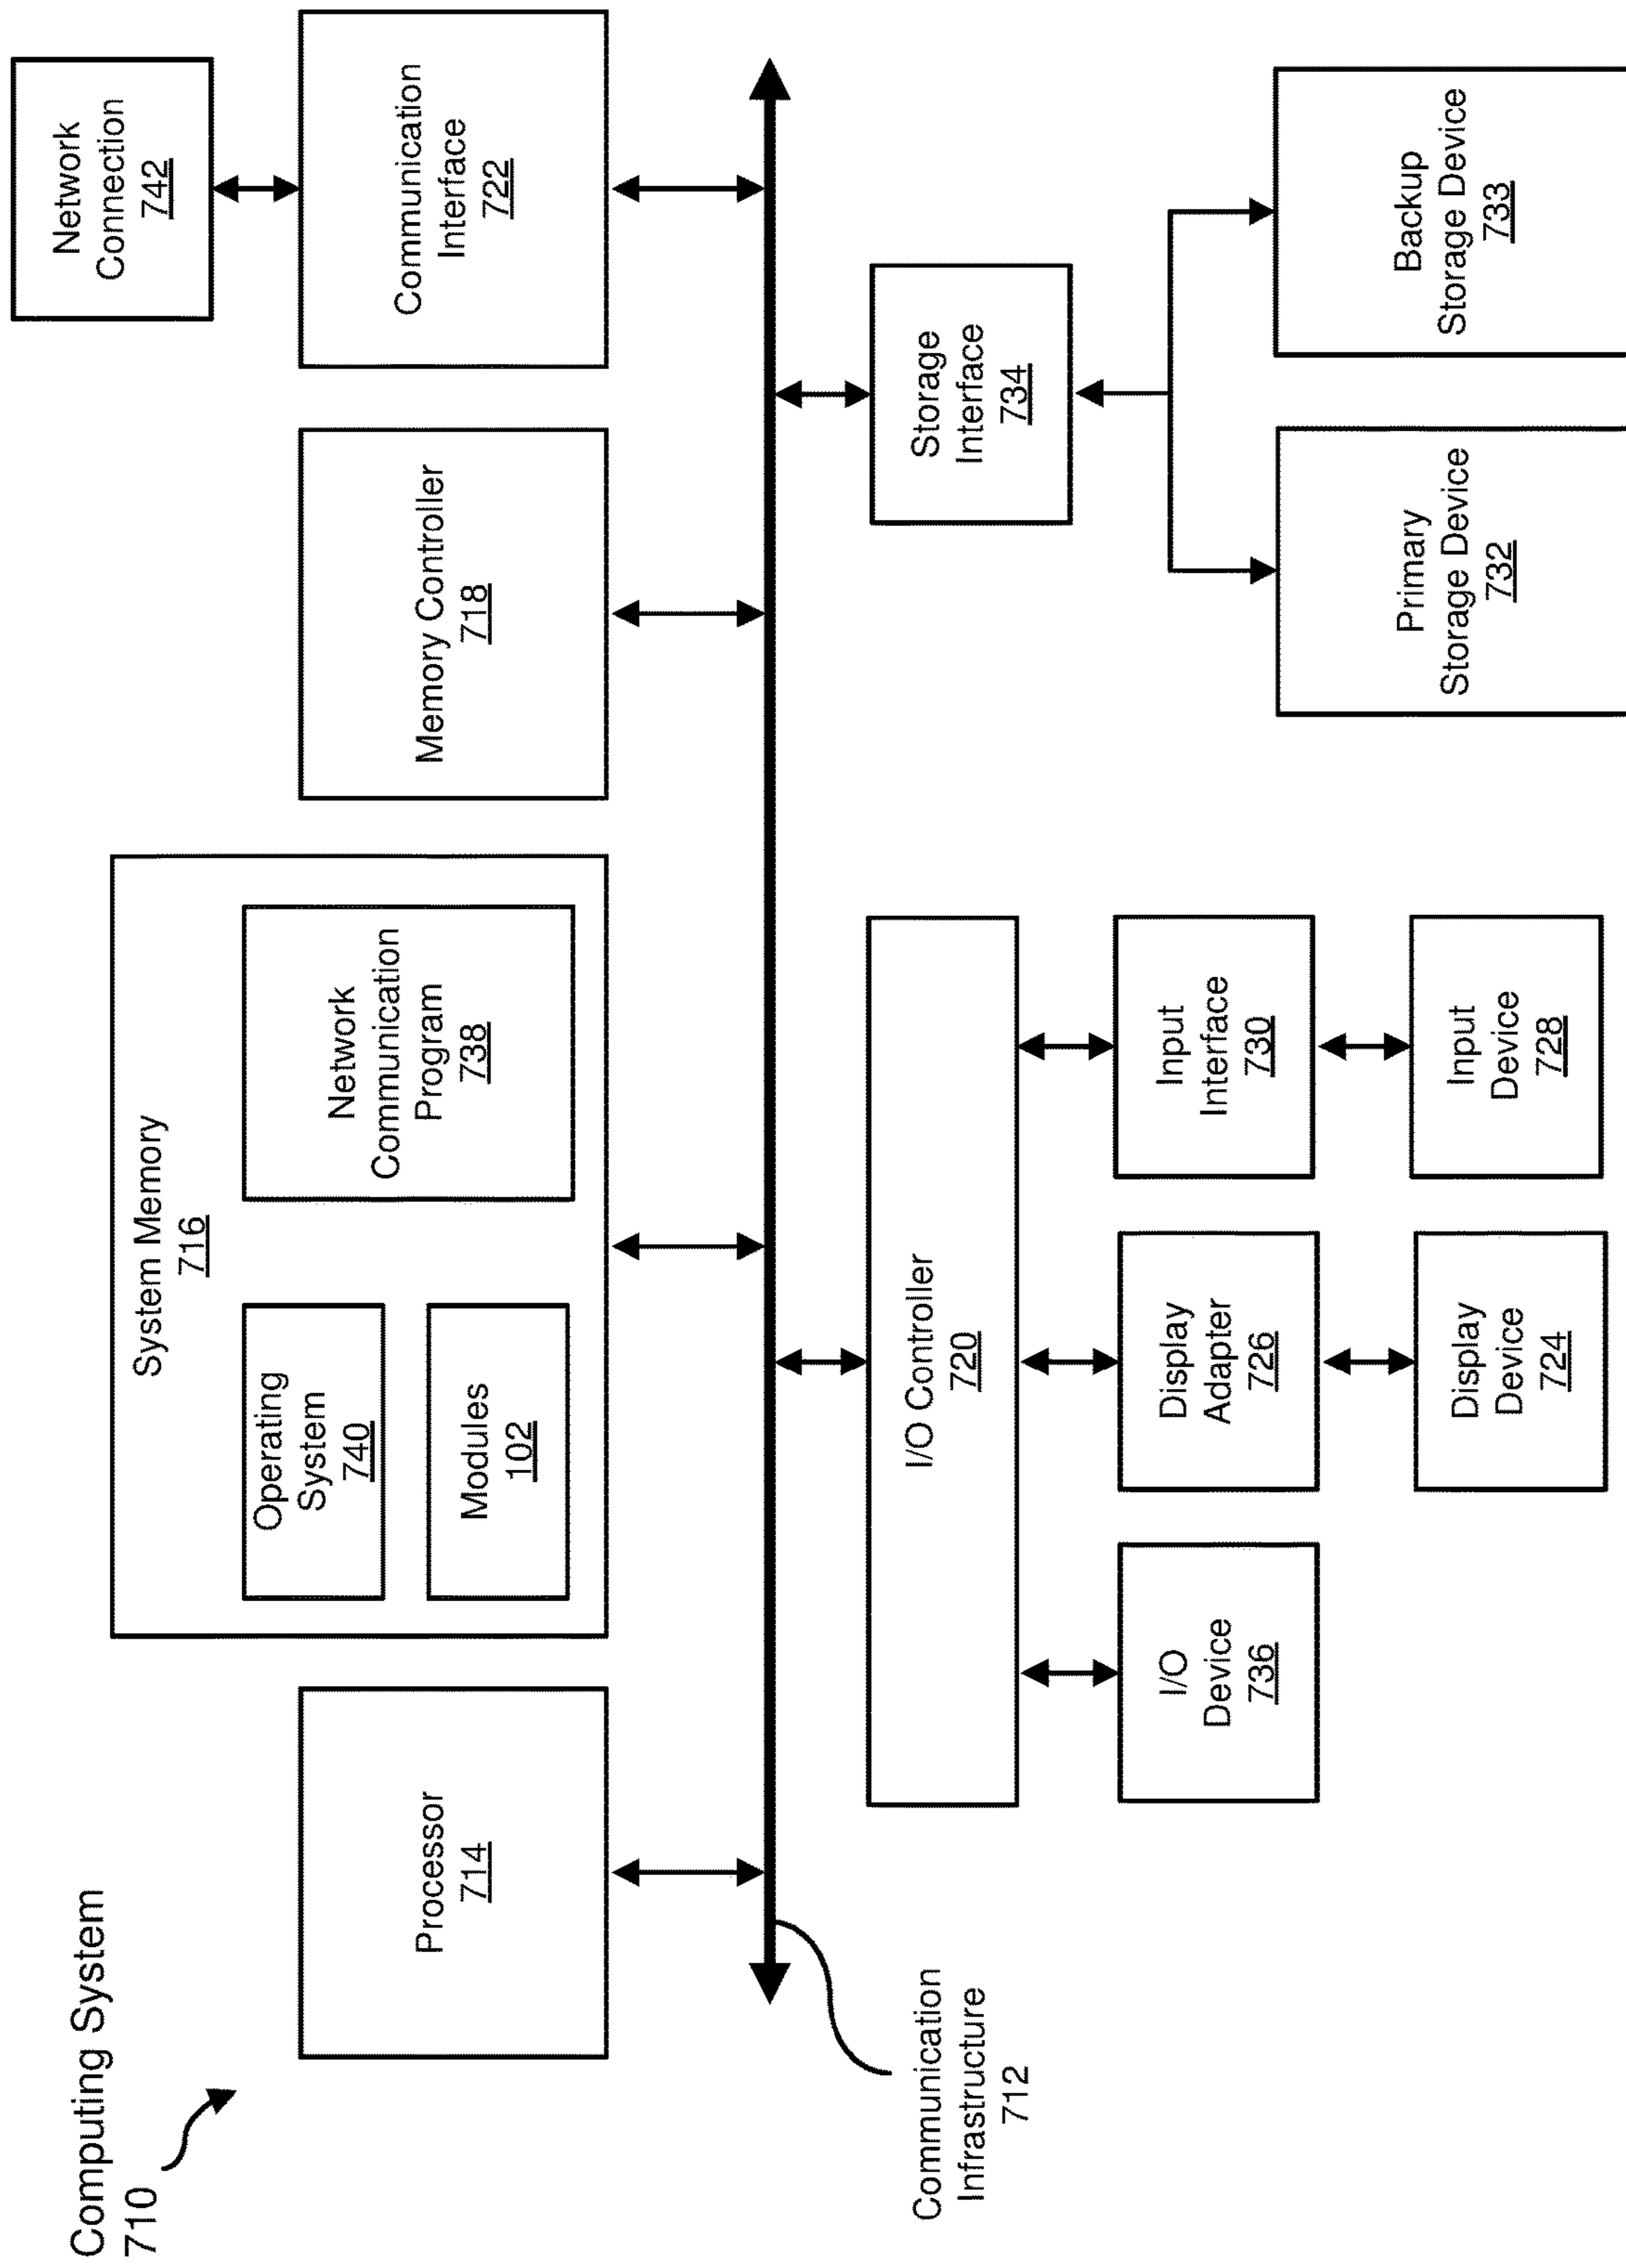 Computing System
710
Processor
714
System Memory
716
Operating
System
740
Modules
102
Network
Communication
Program
738
Memory Controller
718
Network
Connection
742
Communication
Interface
722
Communication
Infrastructure
712
I/O Controller
720
I/O
Device
736
Display
Adapter
726
Input
Interface
730
Display
Device
724
Input
Device
728
Storage
Interface
734
Primary
Storage Device
732
Backup
Storage Device
733